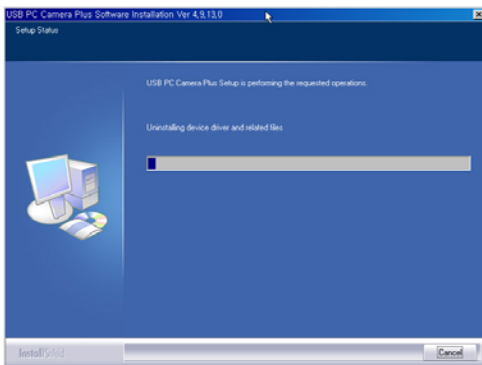 USB PC Camera Plus Software Installation Ver 4,9,13,0
Setup Status
USB PC Camera Plus Setup is performing the requested operations.
Uninstalling device driver and related files
InstallShield
Cancel